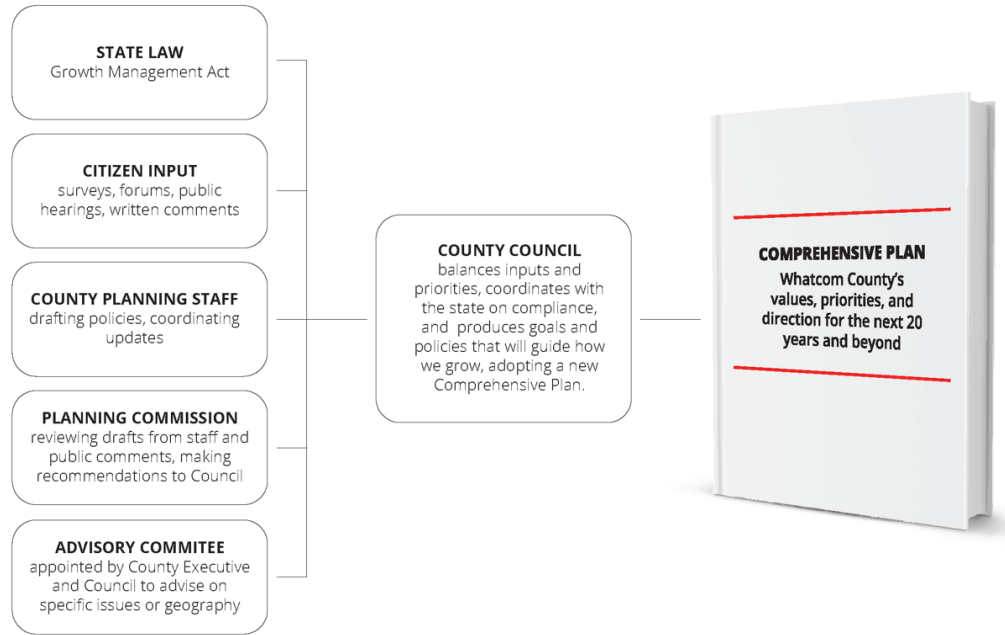 STATE LAW
Growth Management Act
CITIZEN INPUT
surveys, forums, public
hearings, written comments
COUNTY PLANNING STAFF
drafting policies, coordinating
updates
PLANNING COMMISSION
reviewing drafts from staff and
public comments, making
recommendations to Council
ADVISORY COMMITEE
appointed by County Executive
and Council to advise on
specific issues or geography
COUNTY COUNCIL
balances inputs and
priorities, coordinates with
the state on compliance,
and produces goals and
policies that will guide how
we grow, adopting a new
Comprehensive Plan.
COMPREHENSIVE PLAN
Whatcom County's
values, priorities, and
direction for the next 20
years and beyond